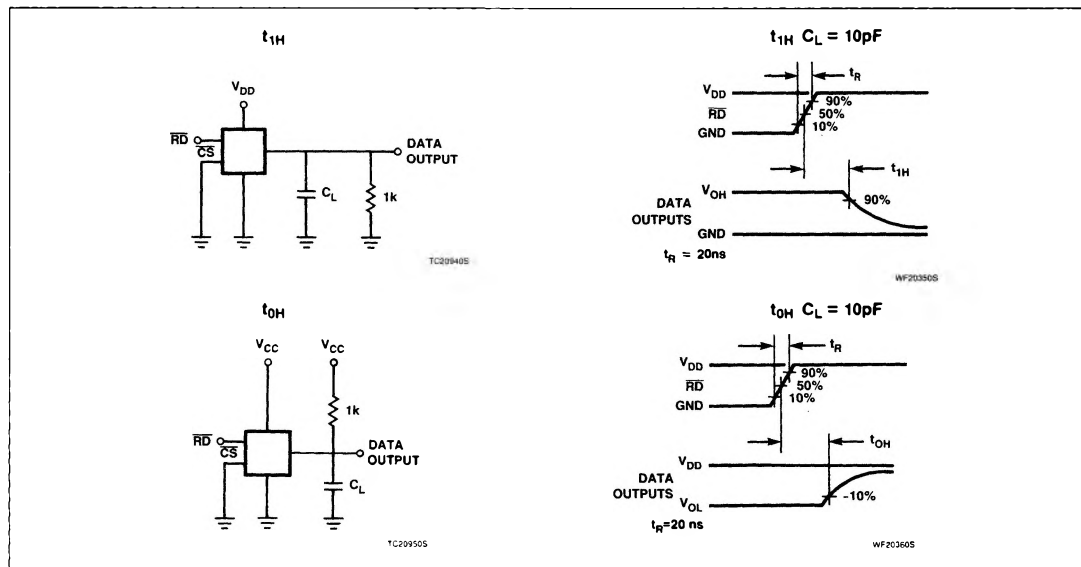 t1H
VDD
RD
CS
DATA
OUTPUT
CL
1k
TC20940S
t1H CL = 10pF
tR
VDD
90%
RD
50%
10%
GND
t1H
VOH
90%
DATA
OUTPUTS
GND
tR = 20ns
WF20350S
t0H
VCC
VCC
1k
RD
CS
DATA
OUTPUT
CL
TC20950S
t0H CL = 10pF
tR
VDD
90%
RD
50%
10%
GND
tOH
VDD
DATA
OUTPUTS
-10%
VOL
tR=20 ns
WF20360S